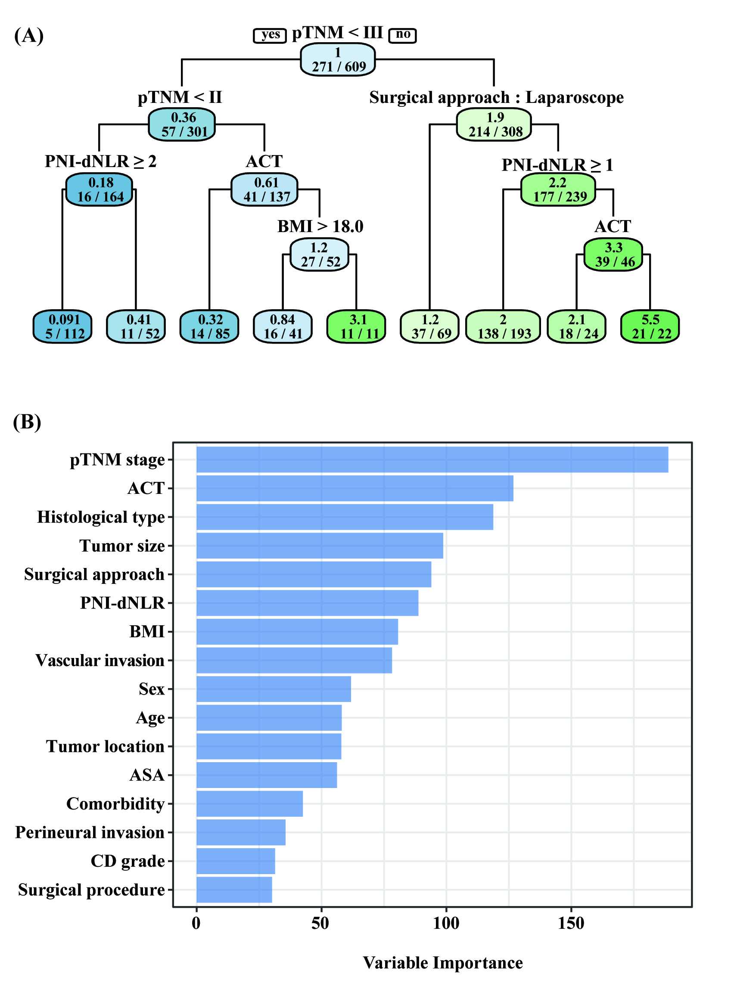 (A)
yes pTNM < III no
1
271 / 609
pTNM < II
Surgical approach : Laparoscope
0.36
57 / 301
1.9
214 / 308
PNI-dNLR ≥ 2
ACT
PNI-dNLR ≥ 1
0.18
16 / 164
0.61
41 / 137
2.2
177 / 239
BMI > 18.0
ACT
1.2
27 / 52
3.3
39 / 46
0.091
5 / 112
0.41
11 / 52
0.32
14 / 85
0.84
16 / 41
3.1
11 / 11
1.2
37 / 69
2
138 / 193
2.1
18 / 24
5.5
21 / 22
(B)
pTNM stage
ACT
Histological type
Tumor size
Surgical approach
PNI-dNLR
BMI
Vascular invasion
Sex
Age
Tumor location
ASA
Comorbidity
Perineural invasion
CD grade
Surgical procedure
0 50 100 150
Variable Importance